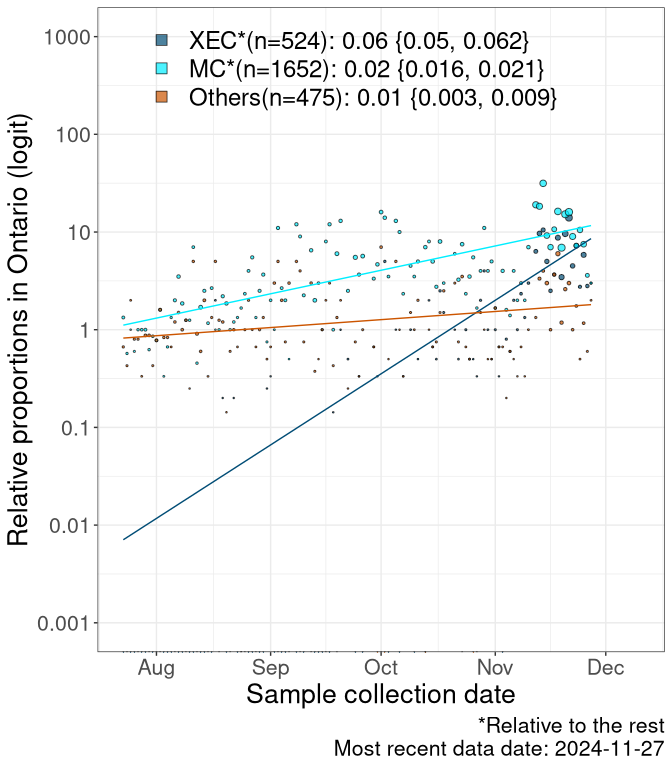 XEC*(n=524): 0.06 {0.05, 0.062}
MC*(n=1652): 0.02 {0.016, 0.021}
Others(n=475): 0.01 {0.003, 0.009}
Relative proportions in Ontario (logit)
1000
100
10
1
0.1
0.01
0.001
Aug Sep Oct Nov Dec
Sample collection date
*Relative to the rest
Most recent data date: 2024-11-27